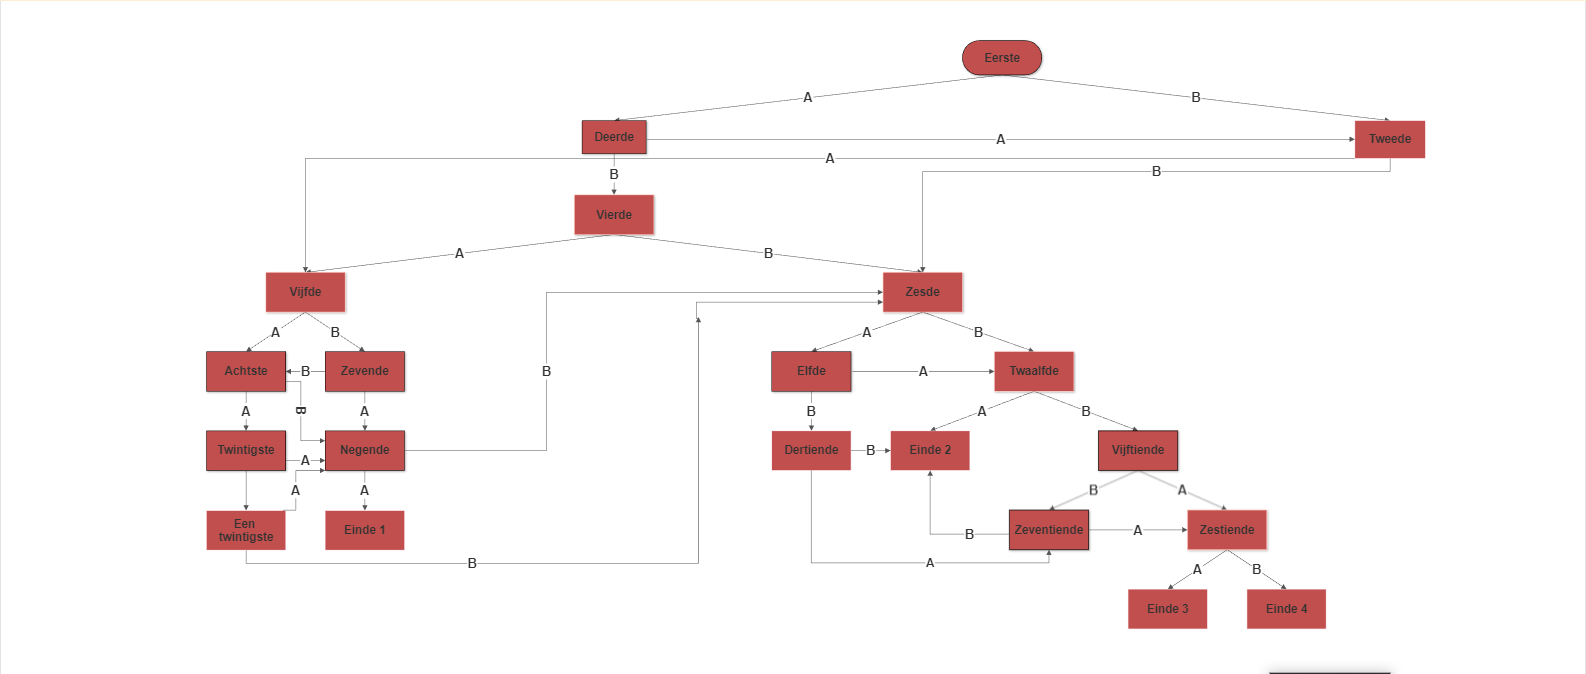 Eerste
A
B
Deerde
A
Tweede
A
B
B
Vierde
A
B
Vijfde
Zesde
A
B
A
B
Achtste
B
Zevende
B
Elfde
A
Twaalfde
A
B
A
B
A
B
Twintigste
A
Negende
Dertiende
B
Einde 2
Vijftiende
A
A
B
A
Een
twintigste
Einde 1
Zeventiende
A
Zestiende
B
B
A
A
B
Einde 3
Einde 4